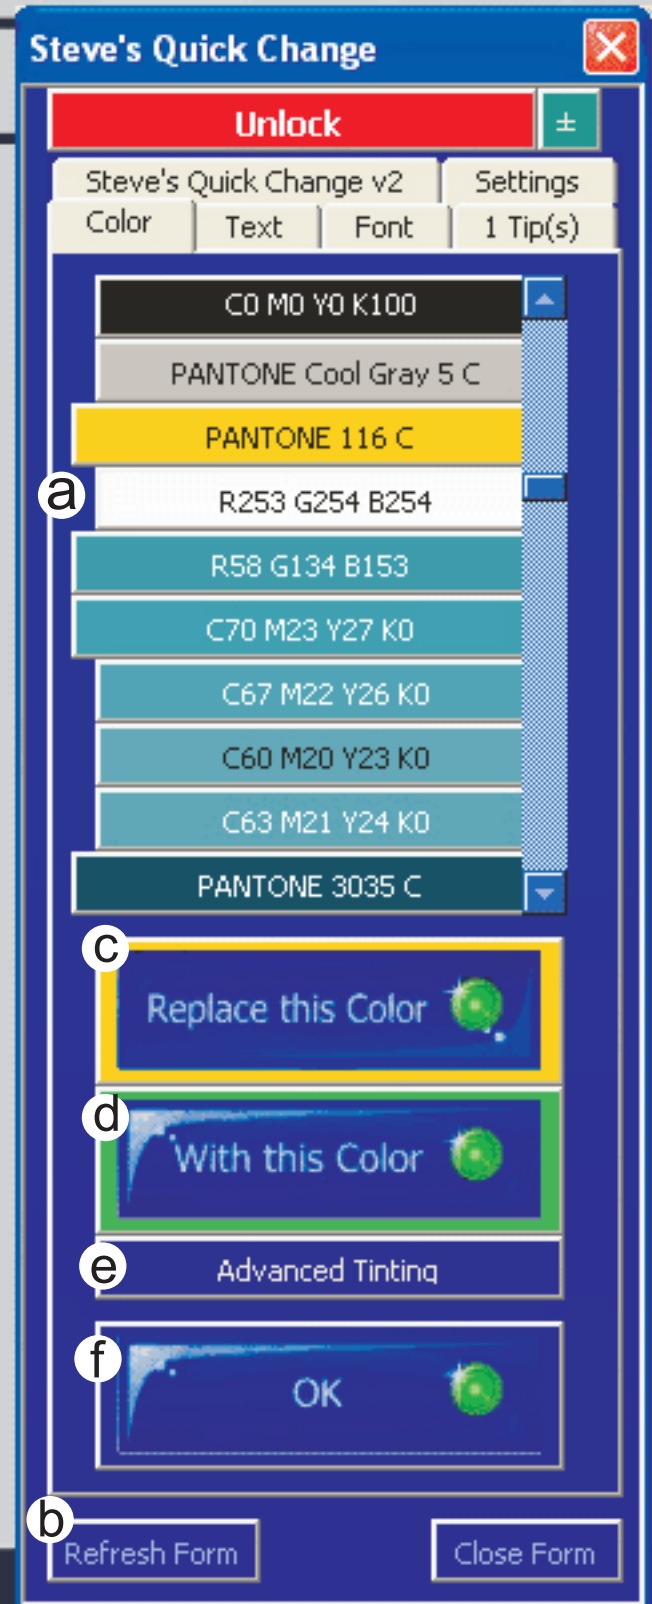 Steve's Quick Change
Unlock ±
Steve's Quick Change v2 Settings
Color Text Font 1 Tip(s)
C0 M0 Y0 K100
PANTONE Cool Gray 5 C
PANTONE 116 C
a R253 G254 B254
R58 G134 B153
C70 M23 Y27 K0
C67 M22 Y26 K0
C60 M20 Y23 K0
C63 M21 Y24 K0
PANTONE 3035 C
c
Replace this Color
d
With this Color
e Advanced Tinting
f
OK
b
Refresh Form Close Form